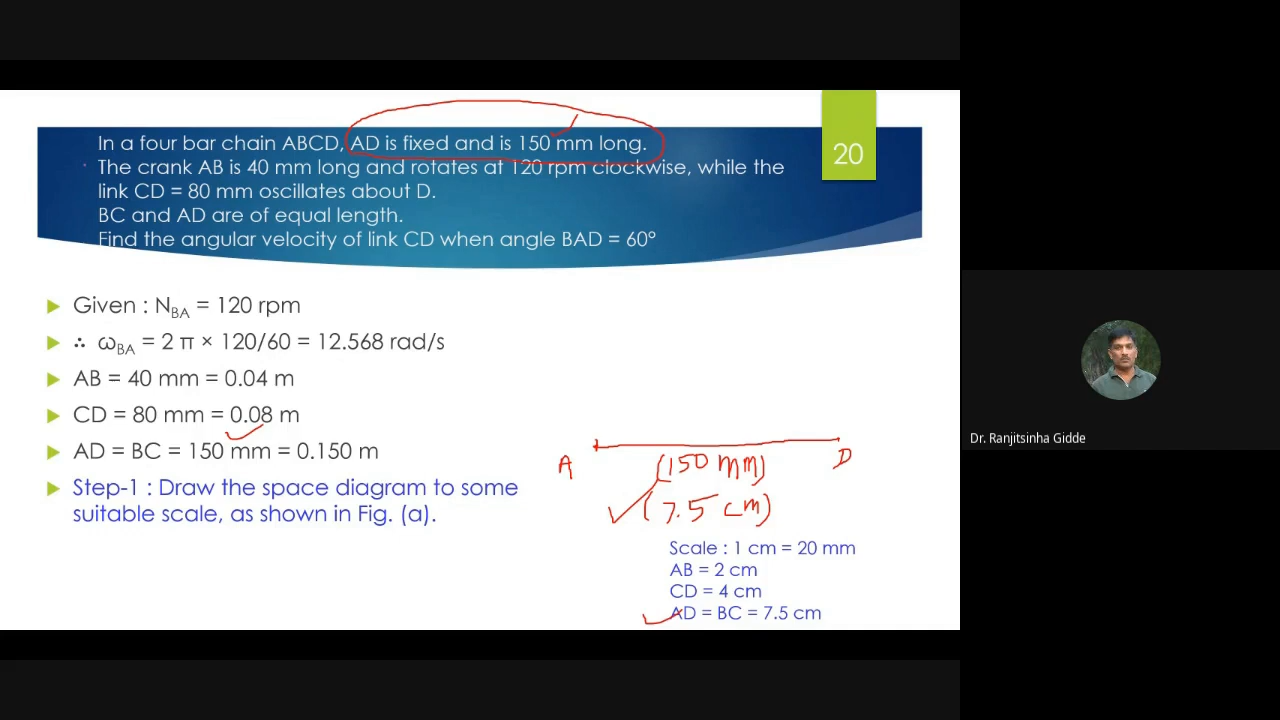 In a four bar chain ABCD, AD is fixed and is 150 mm long.
The crank AB is 40 mm long and rotates at 120 rpm clockwise, while the
link CD = 80 mm oscillates about D.
BC and AD are of equal length.
Find the angular velocity of link CD when angle BAD = 60°
20
Given : N_BA = 120 rpm
∴ ω_BA = 2 π × 120/60 = 12.568 rad/s
AB = 40 mm = 0.04 m
CD = 80 mm = 0.08 m
AD = BC = 150 mm = 0.150 m
Step-1 : Draw the space diagram to some
suitable scale, as shown in Fig. (a).
A (150 mm) D
(7.5 cm)
Scale : 1 cm = 20 mm
AB = 2 cm
CD = 4 cm
AD = BC = 7.5 cm
Dr. Ranjitsinha Gidde